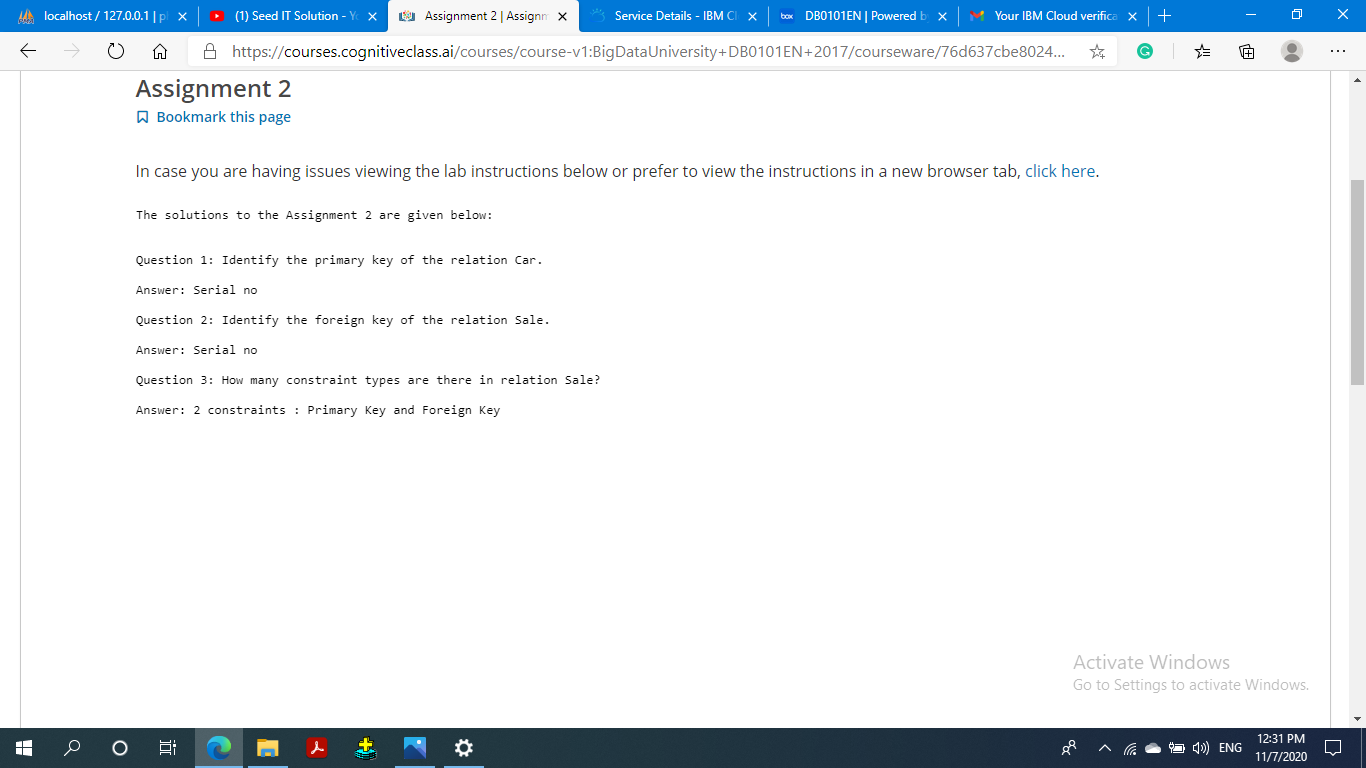 localhost / 127.0.0.1 | p
(1) Seed IT Solution - Y
Assignment 2 | Assignm
Service Details - IBM Cl
box DB0101EN | Powered b
Your IBM Cloud verifica
https://courses.cognitiveclass.ai/courses/course-v1:BigDataUniversity+DB0101EN+2017/courseware/76d637cbe8024...
Assignment 2
Bookmark this page
In case you are having issues viewing the lab instructions below or prefer to view the instructions in a new browser tab, click here.
The solutions to the Assignment 2 are given below:
Question 1: Identify the primary key of the relation Car.
Answer: Serial no
Question 2: Identify the foreign key of the relation Sale.
Answer: Serial no
Question 3: How many constraint types are there in relation Sale?
Answer: 2 constraints : Primary Key and Foreign Key
Activate Windows
Go to Settings to activate Windows.
ENG
12:31 PM
11/7/2020